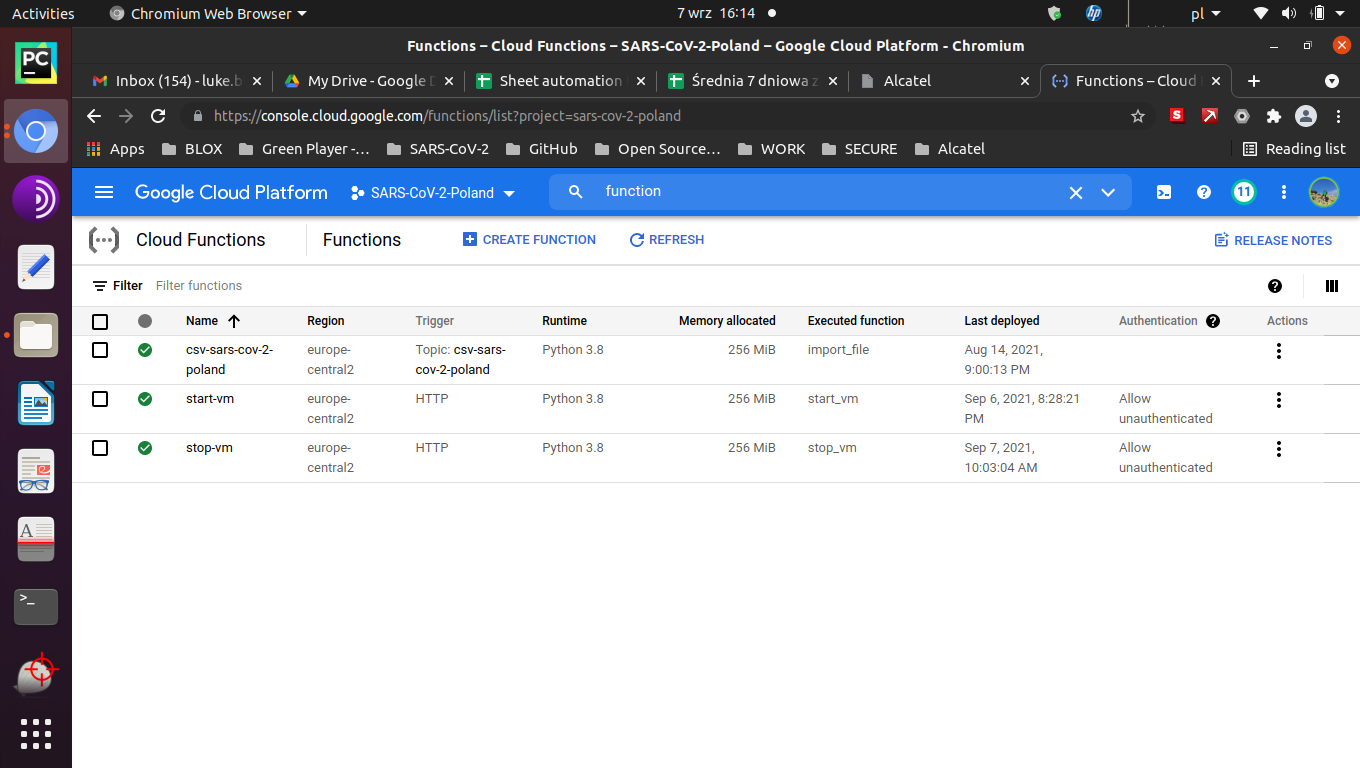 Activities Chromium Web Browser 7 wrz 16:14 pl
Functions – Cloud Functions – SARS-CoV-2-Poland – Google Cloud Platform - Chromium
PC Inbox (154) - luke.b My Drive - Google D Sheet automation Średnia 7 dniowa z Alcatel Functions – Cloud F
https://console.cloud.google.com/functions/list?project=sars-cov-2-poland
Apps BLOX Green Player -... SARS-CoV-2 GitHub Open Source... WORK SECURE Alcatel Reading list
Google Cloud Platform SARS-CoV-2-Poland function 11
Cloud Functions Functions CREATE FUNCTION REFRESH RELEASE NOTES
Filter Filter functions
Name Region Trigger Runtime Memory allocated Executed function Last deployed Authentication Actions
csv-sars-cov-2- europe- Topic: csv-sars- Python 3.8 256 MiB import_file Aug 14, 2021,
poland central2 cov-2-poland 9:00:13 PM
start-vm europe- HTTP Python 3.8 256 MiB start_vm Sep 6, 2021, 8:28:21 Allow
central2 PM unauthenticated
stop-vm europe- HTTP Python 3.8 256 MiB stop_vm Sep 7, 2021, Allow
central2 10:03:04 AM unauthenticated